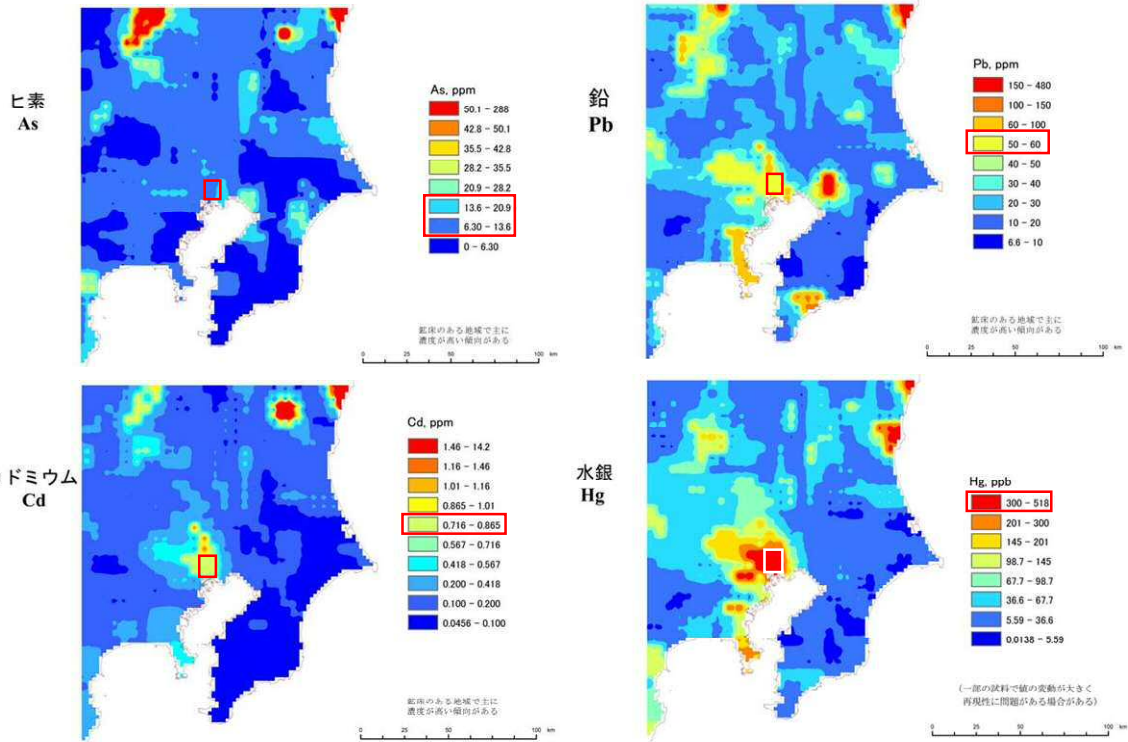 ヒ素
As
As, ppm
50.1 - 288
42.8 - 50.1
35.5 - 42.8
28.2 - 35.5
20.9 - 28.2
13.6 - 20.9
6.30 - 13.6
0 - 6.30
鉱床のある地域で主に
濃度が高い傾向がある
0 25 50 100 km
鉛
Pb
Pb, ppm
150 - 480
100 - 150
60 - 100
50 - 60
40 - 50
30 - 40
20 - 30
10 - 20
6.6 - 10
鉱床のある地域で主に
濃度が高い傾向がある
0 25 50 100 km
ドミウム
Cd
Cd, ppm
1.46 - 14.2
1.16 - 1.46
1.01 - 1.16
0.865 - 1.01
0.716 - 0.865
0.567 - 0.716
0.418 - 0.567
0.200 - 0.418
0.100 - 0.200
0.0456 - 0.100
鉱床のある地域で主に
濃度が高い傾向がある
0 25 50 100 km
水銀
Hg
Hg, ppb
300 - 518
201 - 300
145 - 201
98.7 - 145
67.7 - 98.7
36.6 - 67.7
5.59 - 36.6
0.0138 - 5.59
(一部の試料で値の変動が大きく
再現性に問題がある場合がある)
0 25 50 100 km